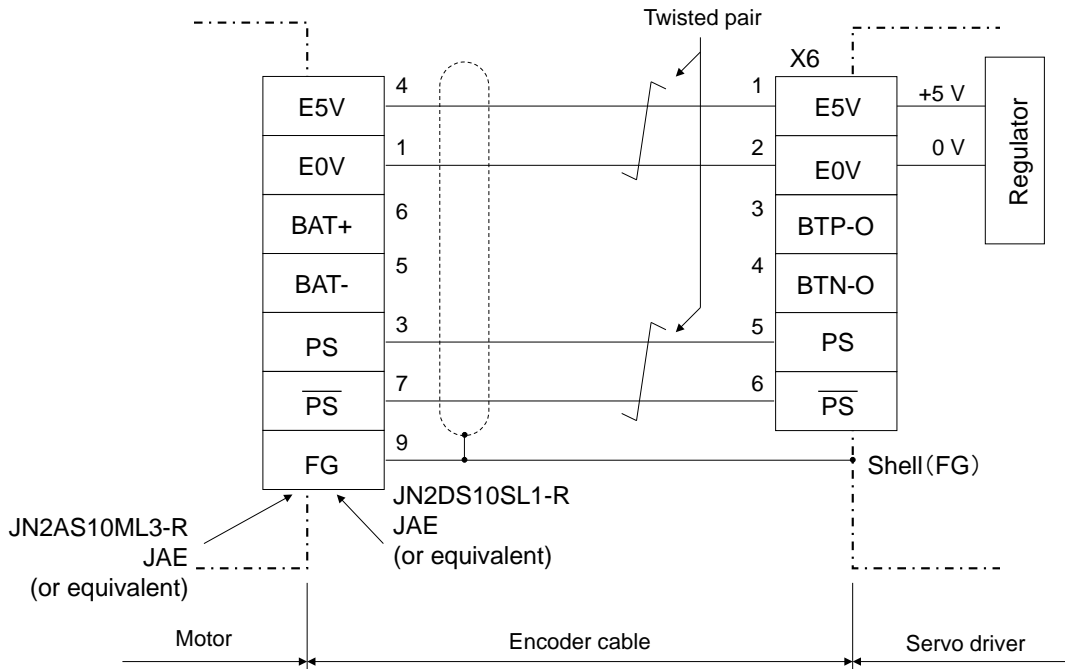 Twisted pair
X6
E5V 4 1 E5V +5 V
E0V 1 2 E0V 0 V
Regulator
BAT+ 6 3 BTP-O
BAT- 5 4 BTN-O
PS 3 5 PS
P̅S̅ 7 6 P̅S̅
FG 9 Shell(FG)
JN2AS10ML3-R
JAE
(or equivalent)
JN2DS10SL1-R
JAE
(or equivalent)
Motor Encoder cable Servo driver